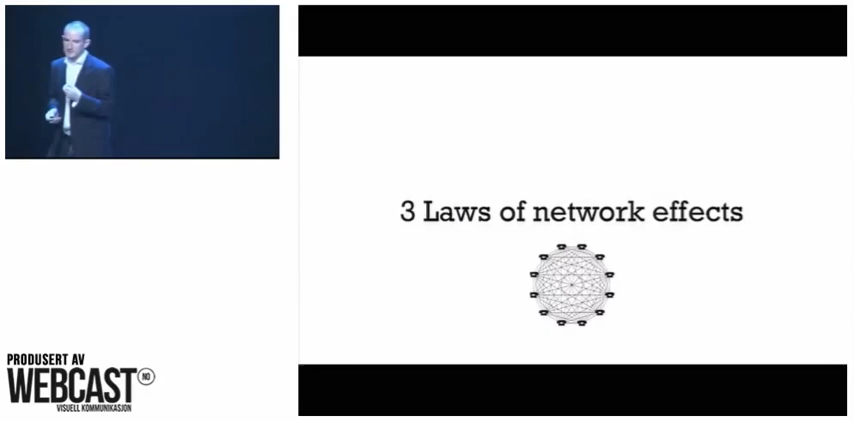 3 Laws of network effects
PRODUSERT AV
WEBCAST NO
VISUELL KOMMUNIKASJON